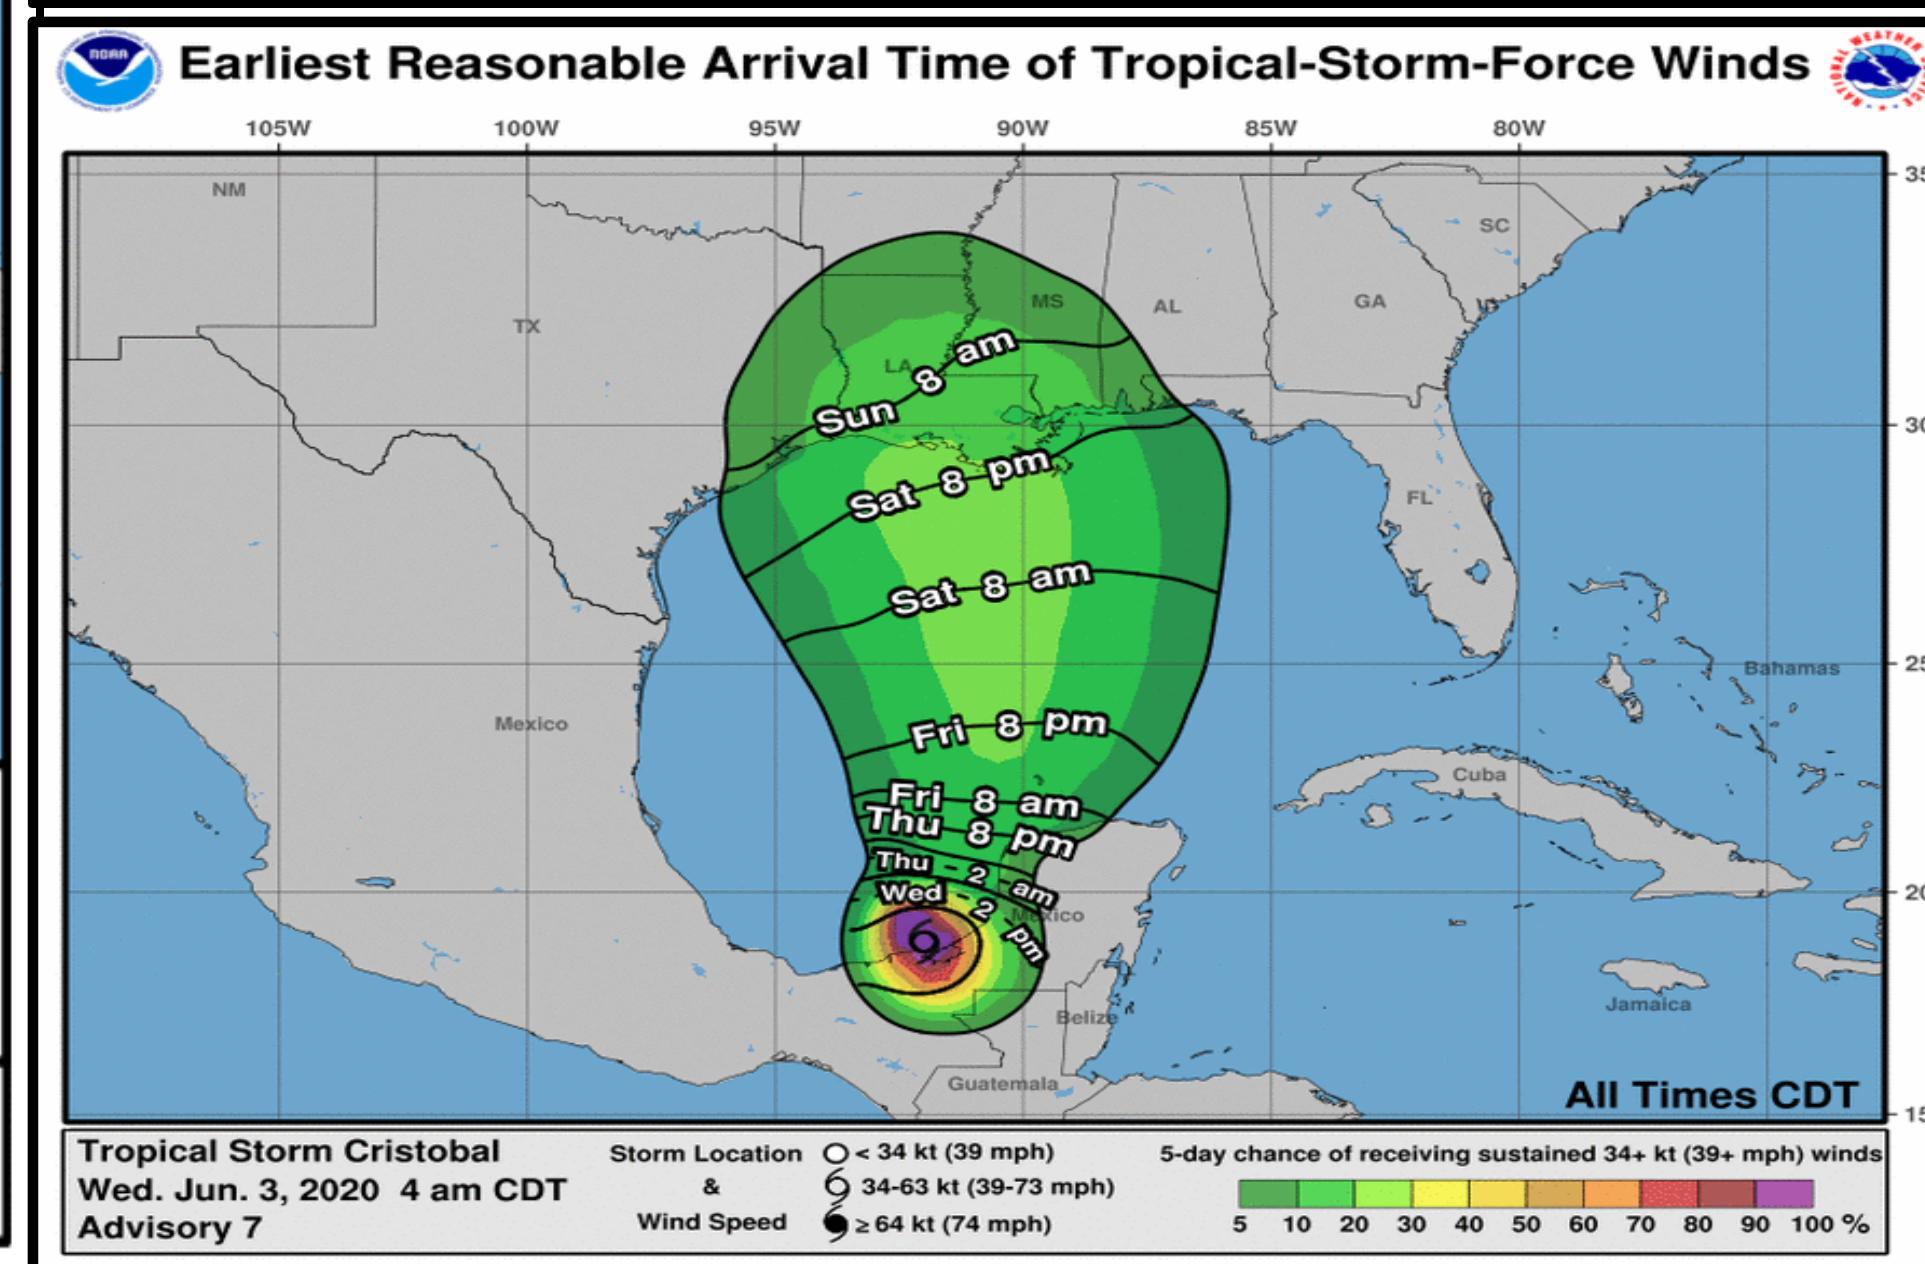 NOAA
Earliest Reasonable Arrival Time of Tropical-Storm-Force Winds
NATIONAL WEATHER SERVICE
105W 100W 95W 90W 85W 80W
35
NM
SC
MS
AL
GA
TX
LA
Sun 8 am
30
Sat 8 pm
FL
Sat 8 am
25
Bahamas
Mexico
Fri 8 pm
Cuba
Fri 8 am
Thu 8 pm
Thu 2 am
20
Wed 2 pm
Mexico
Jamaica
Belize
Guatemala
All Times CDT
15
Tropical Storm Cristobal
Wed. Jun. 3, 2020 4 am CDT
Advisory 7
Storm Location
&
Wind Speed
< 34 kt (39 mph)
34-63 kt (39-73 mph)
≥ 64 kt (74 mph)
5-day chance of receiving sustained 34+ kt (39+ mph) winds
5 10 20 30 40 50 60 70 80 90 100 %